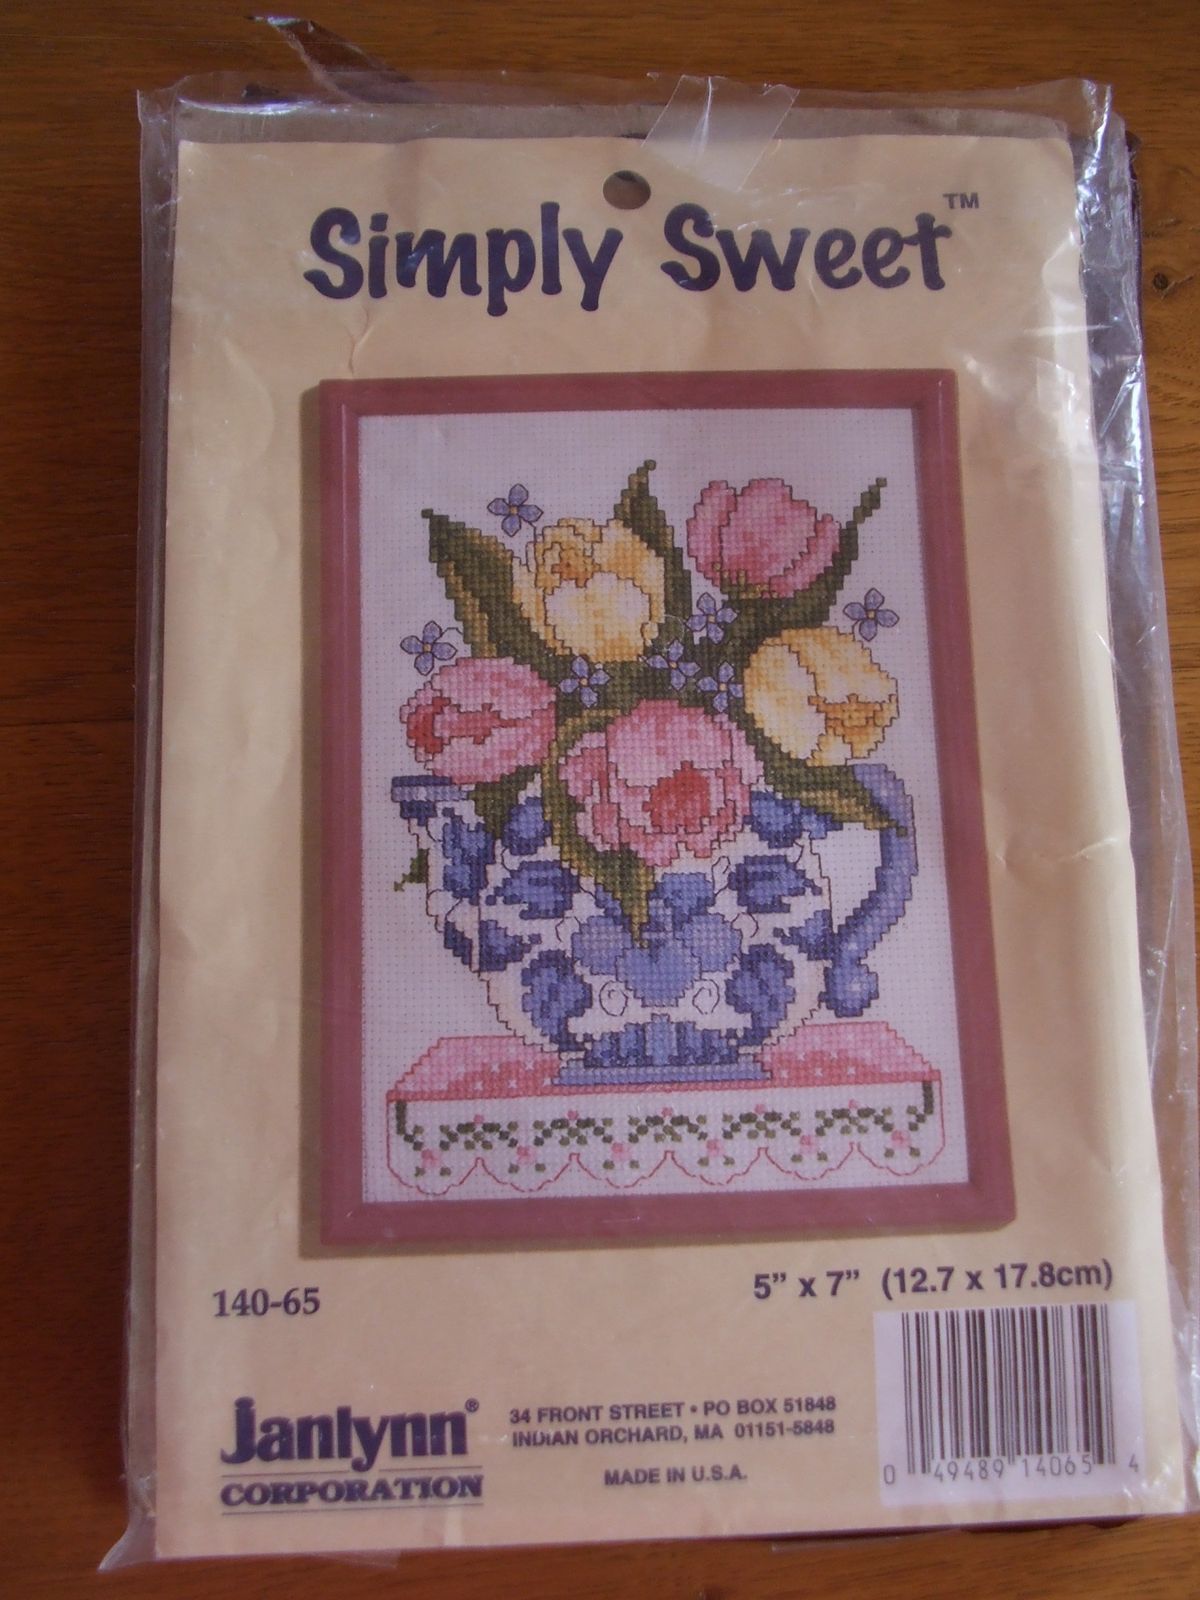 Simply Sweet™
140-65
5” x 7” (12.7 x 17.8cm)
Janlynn®
CORPORATION
34 FRONT STREET • PO BOX 51848
INDIAN ORCHARD, MA 01151-5848
MADE IN U.S.A.
0 49489 14065 4